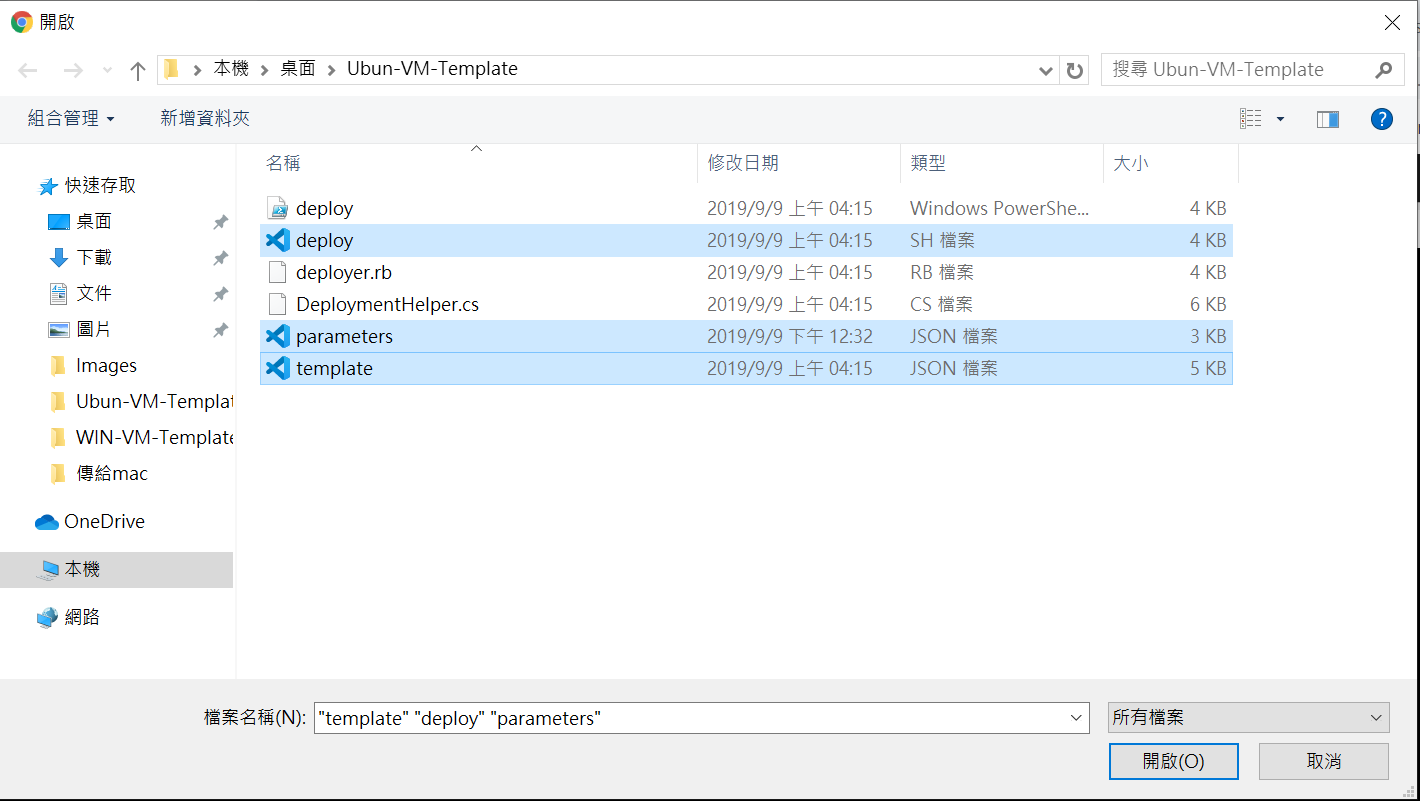 開啟
本機 桌面 Ubun-VM-Template
搜尋 Ubun-VM-Template
組合管理 新增資料夾
名稱 修改日期 類型 大小
快速存取
桌面
下載
文件
圖片
Images
Ubun-VM-Templat
WIN-VM-Template
傳給mac
OneDrive
本機
網路
deploy 2019/9/9 上午 04:15 Windows PowerShe... 4 KB
deploy 2019/9/9 上午 04:15 SH 檔案 4 KB
deployer.rb 2019/9/9 上午 04:15 RB 檔案 4 KB
DeploymentHelper.cs 2019/9/9 上午 04:15 CS 檔案 6 KB
parameters 2019/9/9 下午 12:32 JSON 檔案 3 KB
template 2019/9/9 上午 04:15 JSON 檔案 5 KB
檔案名稱(N): "template" "deploy" "parameters" 所有檔案
開啟(O) 取消